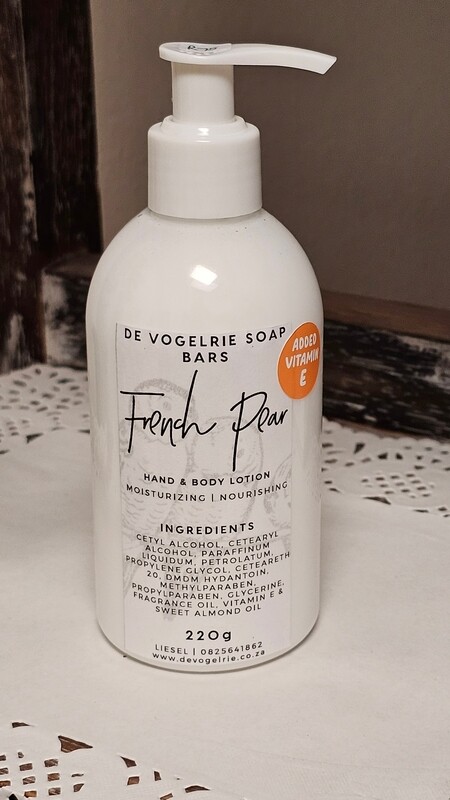 DE VOGELRIE SOAP
BARS
ADDED
VITAMIN
E
French Pear
HAND & BODY LOTION
MOISTURIZING | NOURISHING
INGREDIENTS
CETYL ALCOHOL, CETEARYL
ALCOHOL, PARAFFINUM
LIQUIDUM, PETROLATUM,
PROPYLENE GLYCOL, CETEARETH
20, DMDM HYDANTOIN,
METHYLPARABEN,
PROPYLPARABEN, GLYCERINE,
FRAGRANCE OIL, VITAMIN E &
SWEET ALMOND OIL
220g
LIESEL | 0825641862
www.devogelrie.co.za